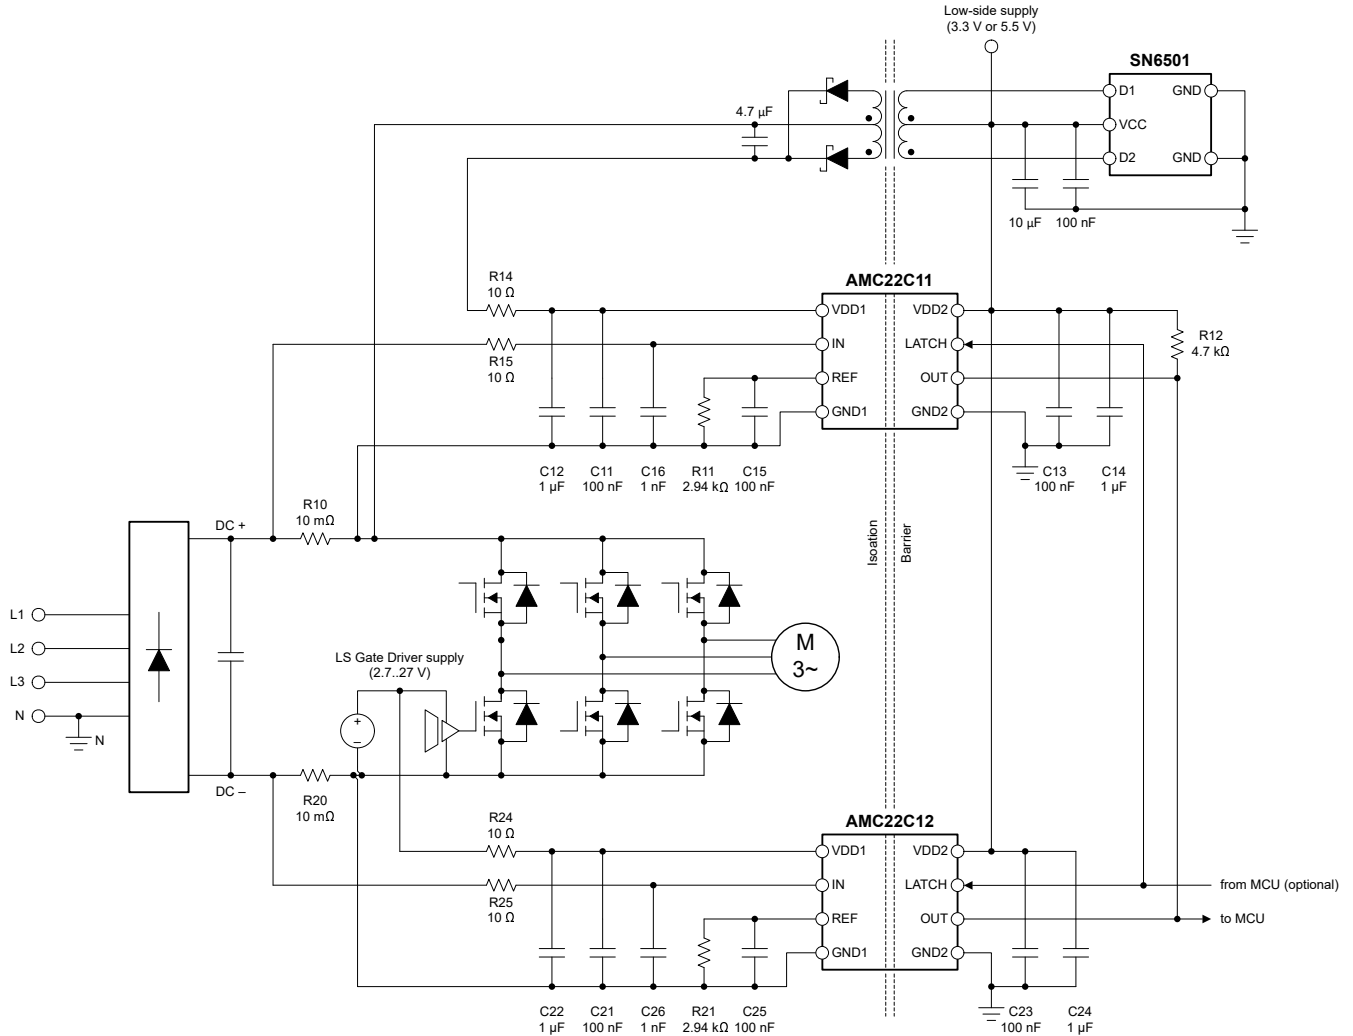 Low-side supply
(3.3 V or 5.5 V)
SN6501
D1
GND
VCC
D2
GND
4.7 µF
10 µF
100 nF
AMC22C11
R14
10 Ω
VDD1
VDD2
R12
4.7 kΩ
IN
LATCH
R15
10 Ω
REF
OUT
GND1
GND2
C12
1 µF
C11
100 nF
C16
1 nF
R11
2.94 kΩ
C15
100 nF
C13
100 nF
C14
1 µF
R10
10 mΩ
DC +
Isoation
Barrier
L1
L2
L3
N
N
M
3~
LS Gate Driver supply
(2.7..27 V)
+
–
DC –
R20
10 mΩ
AMC22C12
R24
10 Ω
VDD1
VDD2
IN
LATCH
from MCU (optional)
R25
10 Ω
REF
OUT
to MCU
GND1
GND2
C22
1 µF
C21
100 nF
C26
1 nF
R21
2.94 kΩ
C25
100 nF
C23
100 nF
C24
1 µF